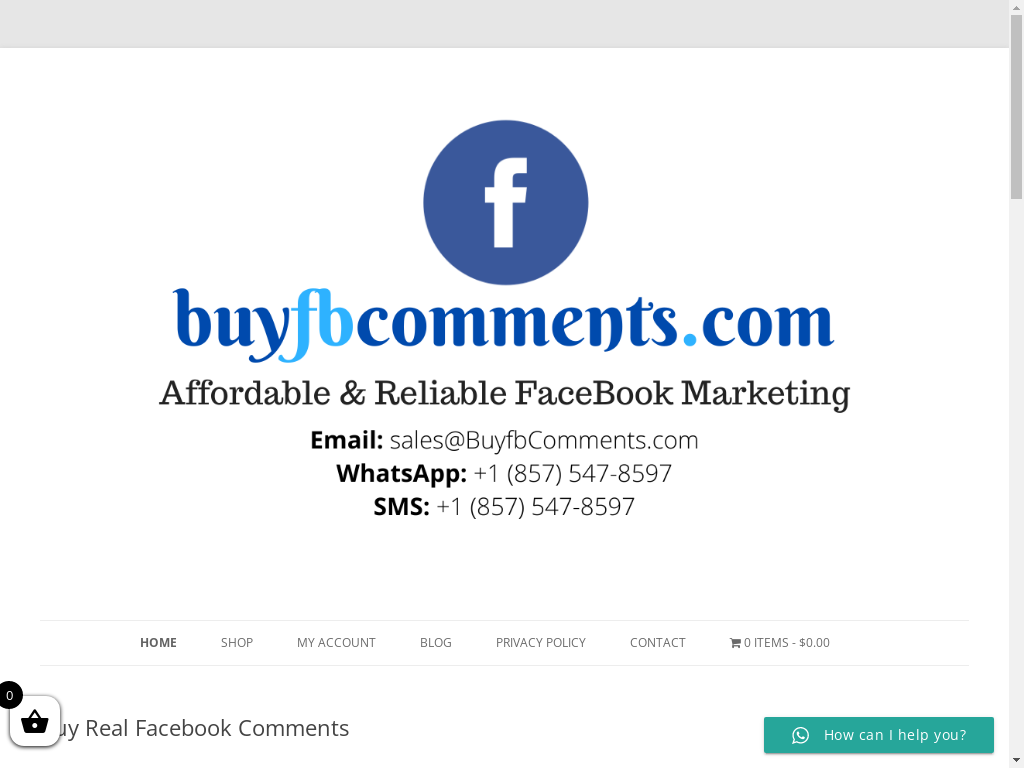 f
buyfbcomments.com
Affordable & Reliable FaceBook Marketing
Email: sales@BuyfbComments.com
WhatsApp: +1 (857) 547-8597
SMS: +1 (857) 547-8597
HOME SHOP MY ACCOUNT BLOG PRIVACY POLICY CONTACT 0 ITEMS - $0.00
0
uy Real Facebook Comments
How can I help you?